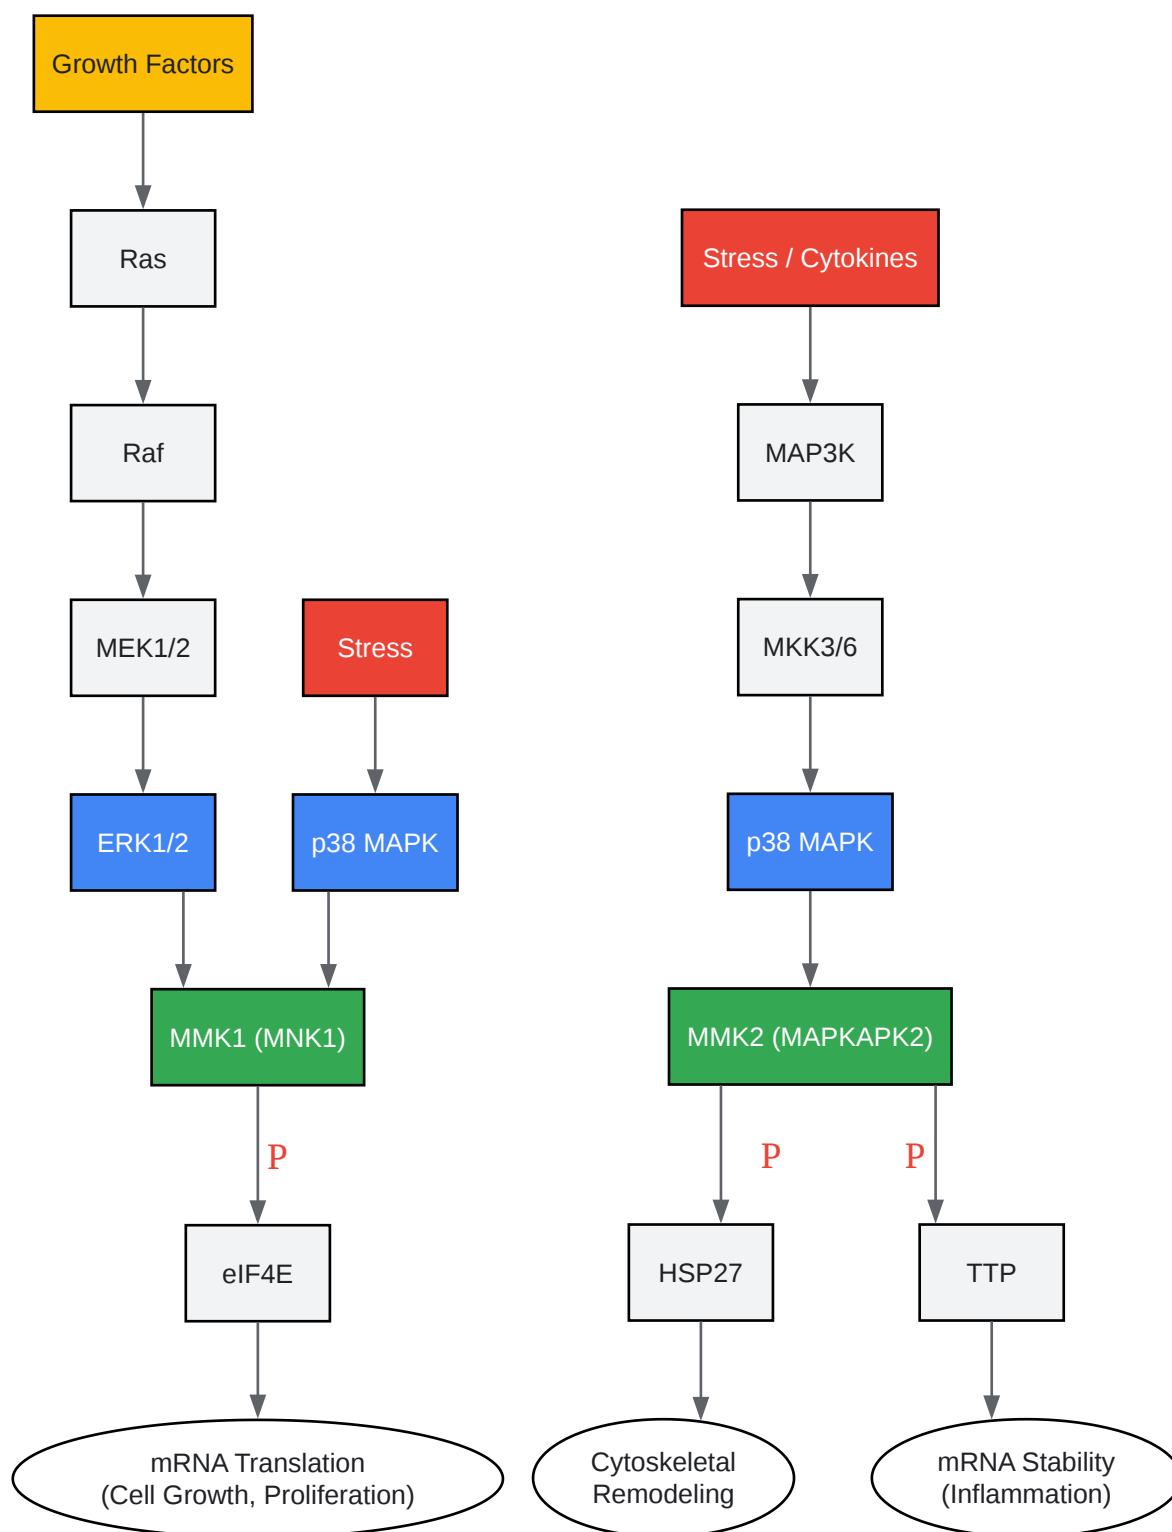 Growth Factors
Ras
Stress / Cytokines
Raf
MAP3K
MEK1/2
Stress
MKK3/6
ERK1/2
p38 MAPK
p38 MAPK
MMK1 (MNK1)
MMK2 (MAPKAPK2)
P
P
P
eIF4E
HSP27
TTP
mRNA Translation
(Cell Growth, Proliferation)
Cytoskeletal
Remodeling
mRNA Stability
(Inflammation)